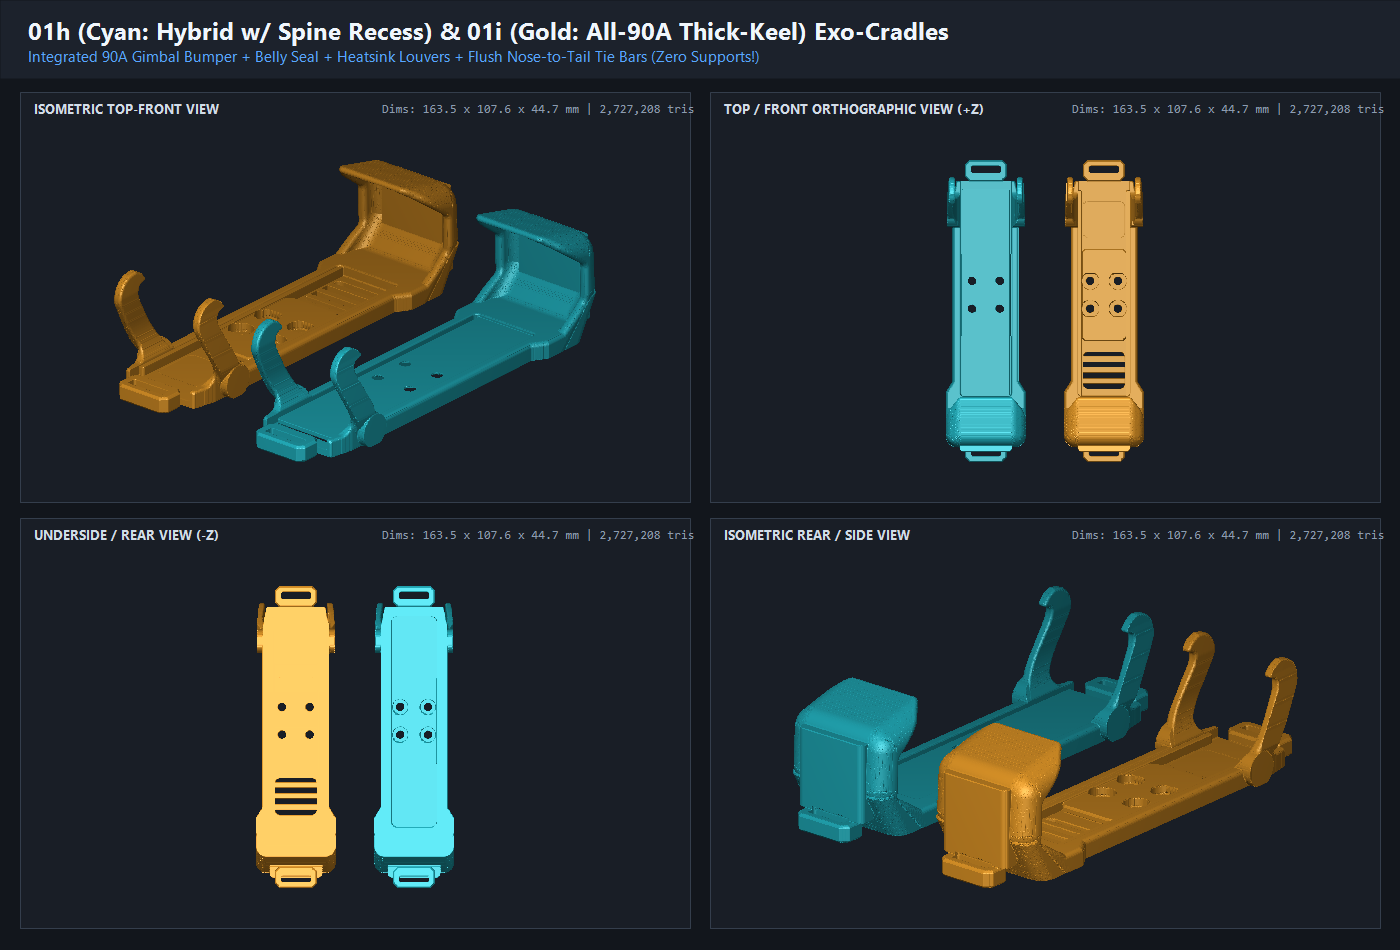 01h (Cyan: Hybrid w/ Spine Recess) & 01i (Gold: All-90A Thick-Keel) Exo-Cradles
Integrated 90A Gimbal Bumper + Belly Seal + Heatsink Louvers + Flush Nose-to-Tail Tie Bars (Zero Supports!)
ISOMETRIC TOP-FRONT VIEW
Dims: 163.5 x 107.6 x 44.7 mm | 2,727,208 tris
TOP / FRONT ORTHOGRAPHIC VIEW (+Z)
Dims: 163.5 x 107.6 x 44.7 mm | 2,727,208 tris
UNDERSIDE / REAR VIEW (-Z)
Dims: 163.5 x 107.6 x 44.7 mm | 2,727,208 tris
ISOMETRIC REAR / SIDE VIEW
Dims: 163.5 x 107.6 x 44.7 mm | 2,727,208 tris